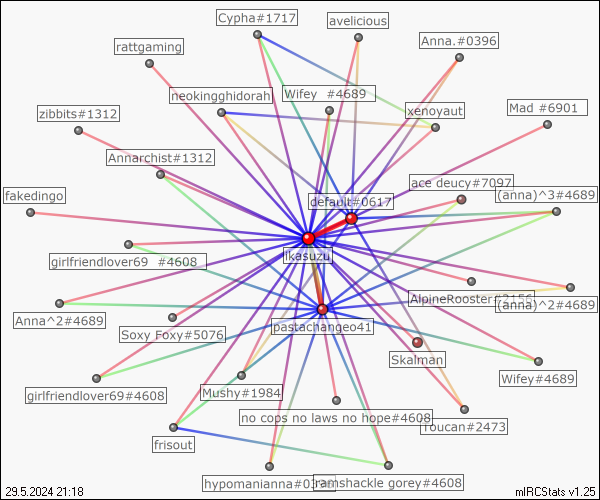 Cypha#1717
avelicious
Anna.#0396
rattgaming
neokingghidorah
Wifey  #4689
xenoyaut
Mad #6901
zibbits#1312
Annarchist#1312
default#0617
ace deucy#7097
(anna)^3#4689
fakedingo
ikasuzu
girlfriendlover69  #4608
AlpineRooster#2156
(anna)^2#4689
Anna^2#4689
Soxy Foxy#5076
pastachangeo41
Skalman
Wifey#4689
girlfriendlover69#4608
Mushy#1984
no cops no laws no hope#4608
Toucan#2473
frisout
hypomanianna#0396
ramshackle gorey#4608
29.5.2024 21:18
mIRCStats v1.25